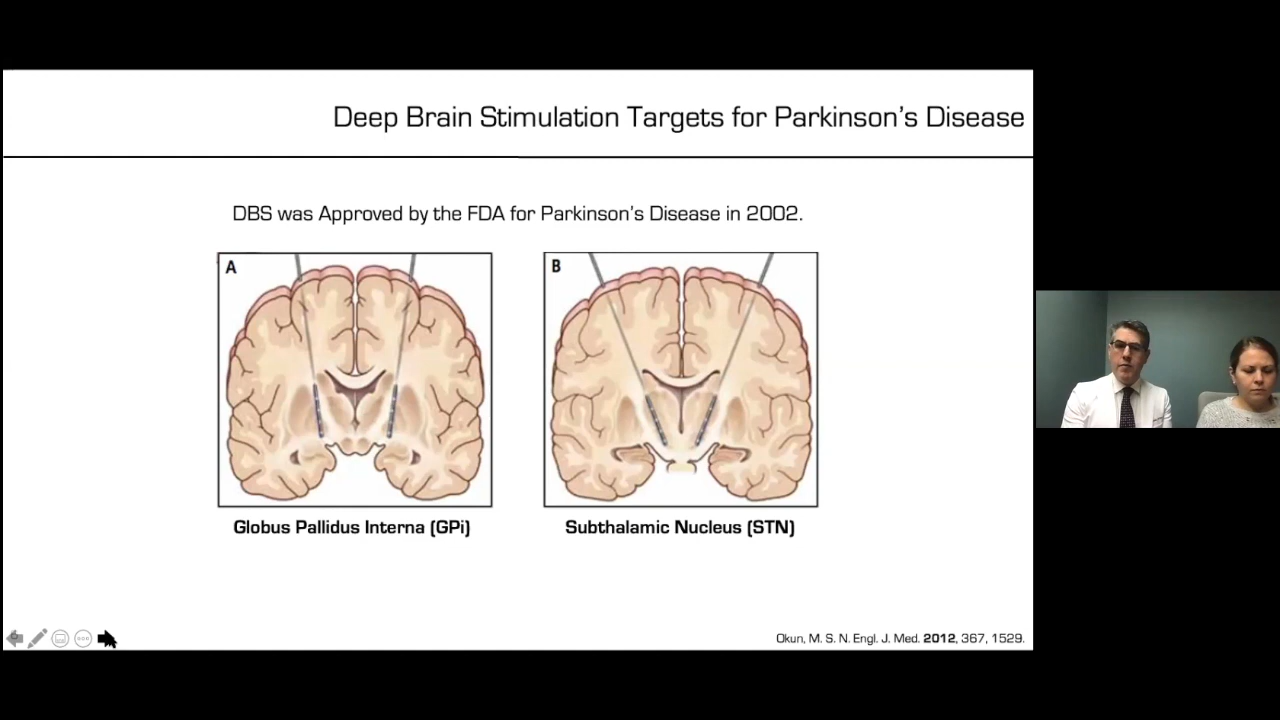 Deep Brain Stimulation Targets for Parkinson's Disease
DBS was Approved by the FDA for Parkinson's Disease in 2002.
A
B
Globus Pallidus Interna (GPi)
Subthalamic Nucleus (STN)
Okun, M. S. N. Engl. J. Med. 2012, 367, 1529.